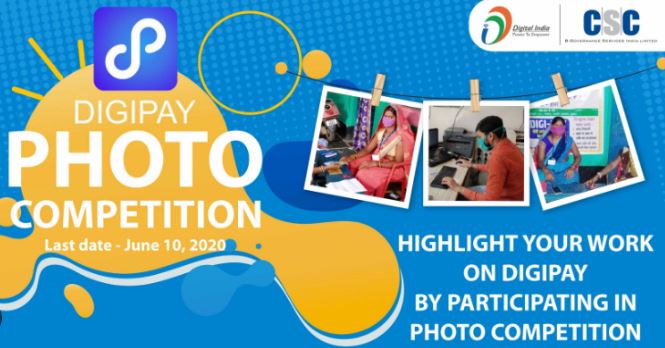 Digital India
Power To Empower
CSC
E-GOVERNANCE SERVICES INDIA LIMITED
DIGIPAY
PHOTO
COMPETITION
Last date - June 10, 2020
HIGHLIGHT YOUR WORK
ON DIGIPAY
BY PARTICIPATING IN
PHOTO COMPETITION